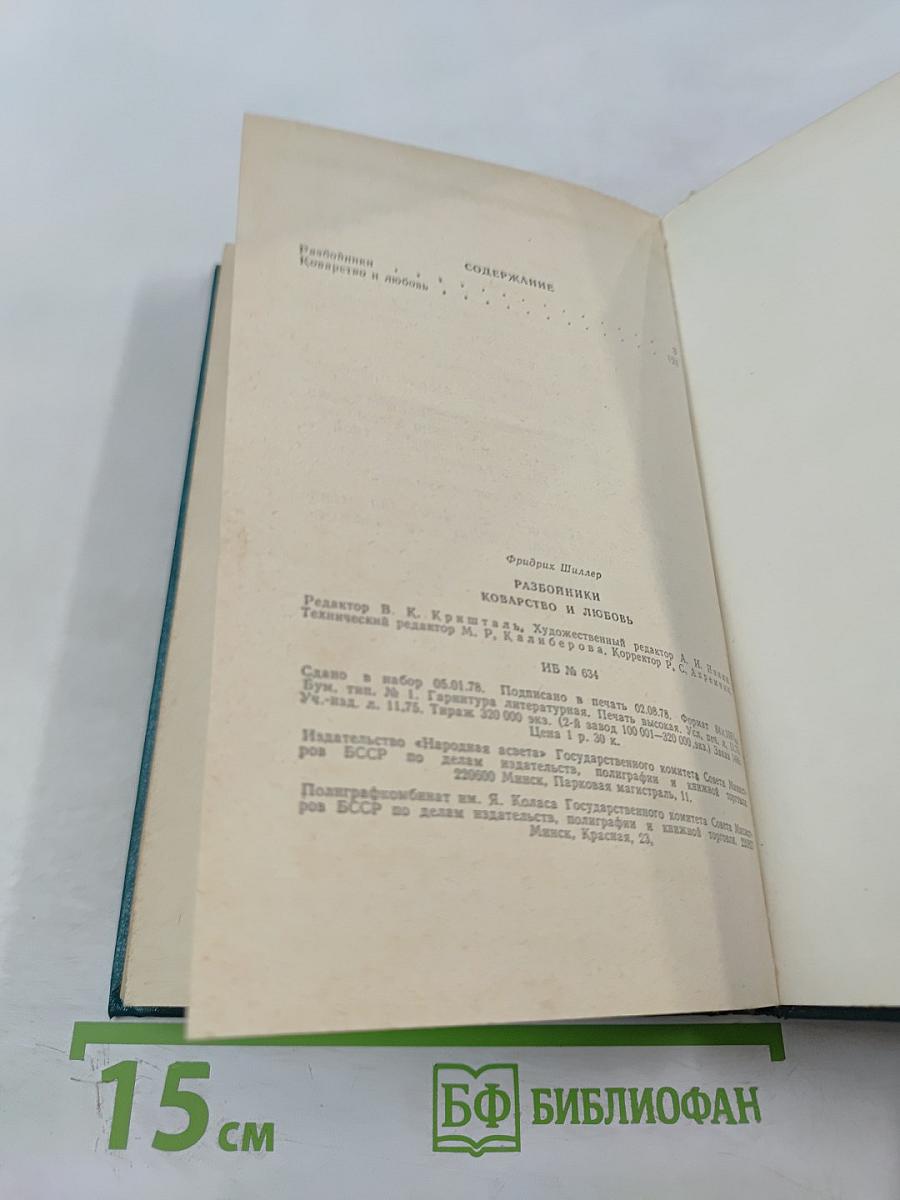 СОДЕРЖАНИЕ
Разбойники . . . . . . . . . . . . 3
Коварство и любовь . . . . . . . . . .
Фридрих Шиллер
РАЗБОЙНИКИ
КОВАРСТВО И ЛЮБОВЬ
Редактор В. К. Кришталь, Художественный редактор А. И.
Технический редактор М. Р. Калиберова. Корректор Р. С.
ИБ № 634
Сдано в набор 05.01.78. Подписано в печать 02.08.78. Формат
Бум. тип. № 1. Гарнитура литературная. Печать высокая. Усл. печ. л.
Уч.-изд. л. 11,75. Тираж 320 000 экз. (2-й завод 100 001—320 000 экз.) Заказ
Цена 1 р. 30 к.
Издательство «Народная асвета» Государственного комитета Совета Минист-
ров БССР по делам издательств, полиграфии и книжной торговли.
220600 Минск, Парковая магистраль, 11.
Полиграфкомбинат им. Я. Коласа Государственного комитета Совета Минист-
ров БССР по делам издательств, полиграфии и книжной торговли.
Минск, Красная, 23.
15 см
БФ БИБЛИОФАН